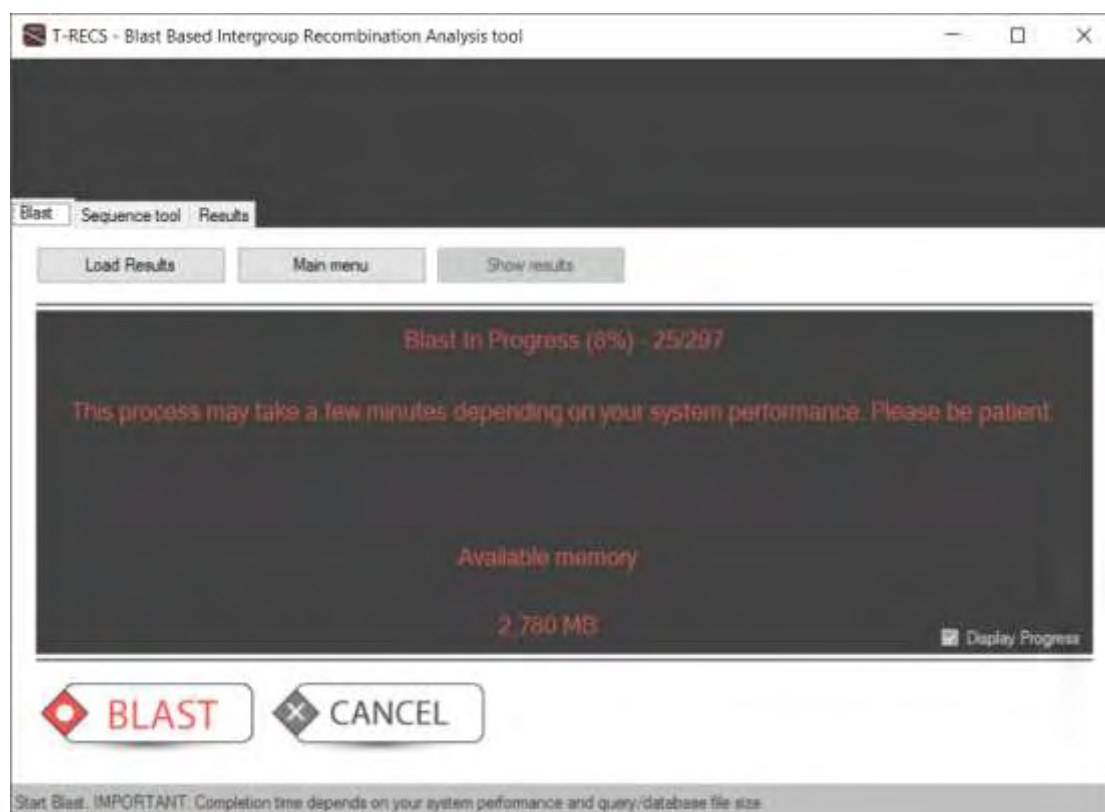 T-RECS - Blast Based Intergroup Recombination Analysis tool
Blast Sequence tool Results
Load Results Main menu Show results
Blast In Progress (8%) - 25/297
This process may take a few minutes depending on your system performance. Please be patient.
Available memory
2.780 MB
Display Progress
BLAST CANCEL
Start Blast. IMPORTANT: Completion time depends on your system performance and query/database file size